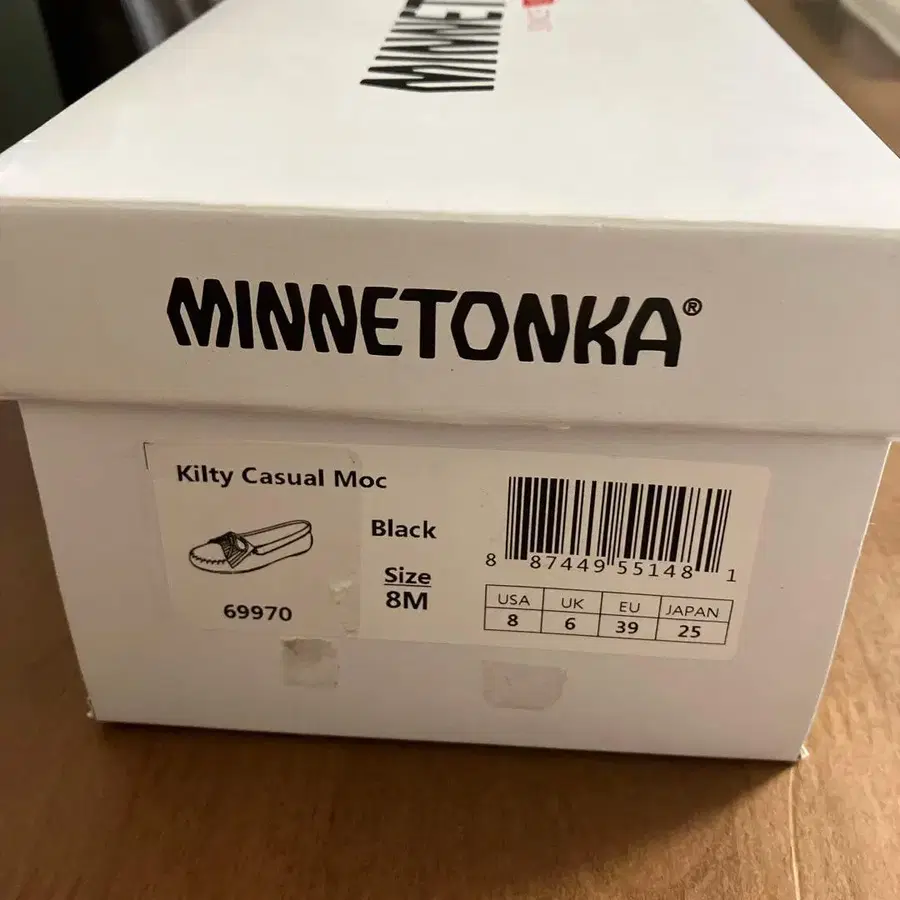 MINNET
MINNETONKA®
Kilty Casual Moc
Black
Size
8M
69970
8 87449 55148 1
USA UK EU JAPAN
8 6 39 25